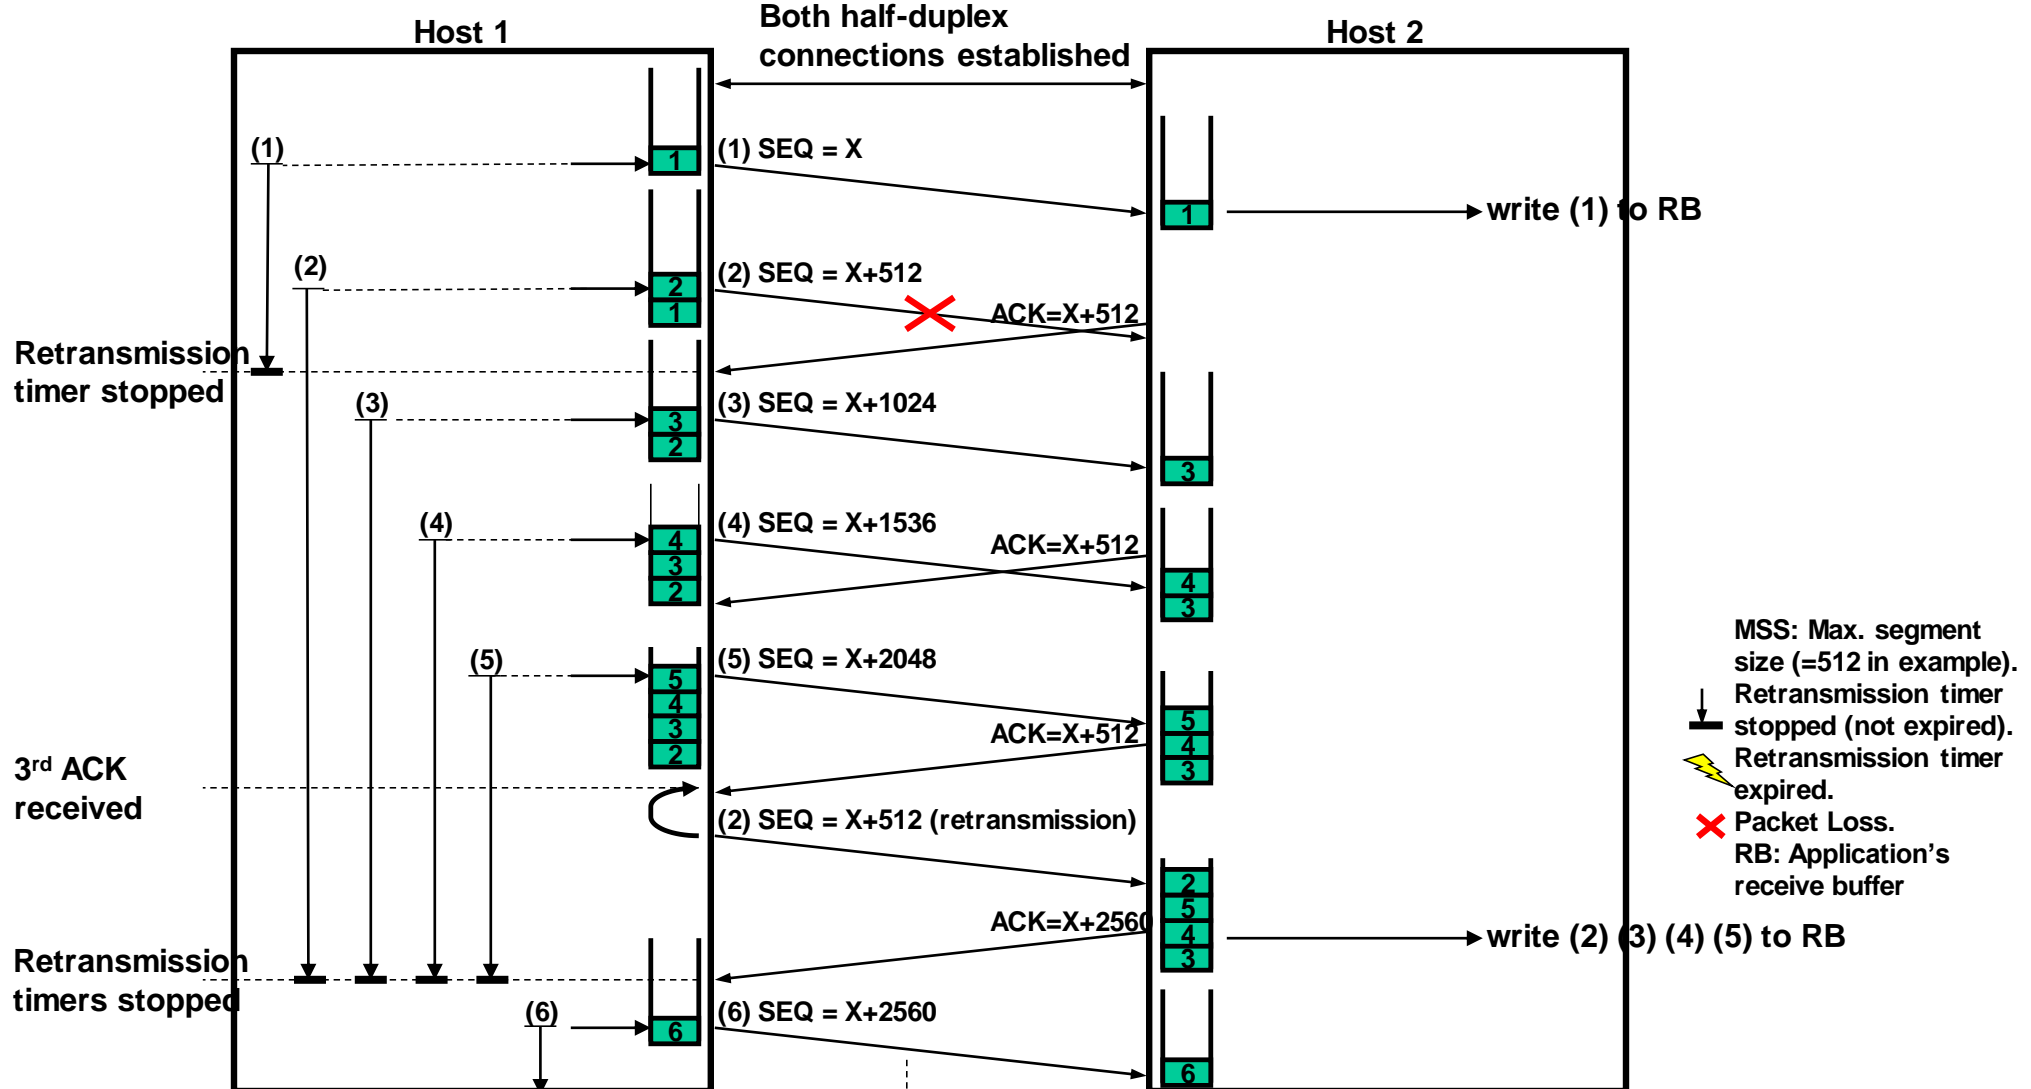 Host 1
Both half-duplex
connections established
Host 2
(1)
1
(1) SEQ = X
1
write (1) to RB
(2)
2
1
(2) SEQ = X+512
ACK=X+512
Retransmission
timer stopped
(3)
3
2
(3) SEQ = X+1024
3
(4)
4
3
2
(4) SEQ = X+1536
ACK=X+512
4
3
(5)
5
4
3
2
(5) SEQ = X+2048
ACK=X+512
5
4
3
3rd ACK
received
(2) SEQ = X+512 (retransmission)
2
5
4
3
ACK=X+2560
write (2) (3) (4) (5) to RB
Retransmission
timers stopped
(6)
6
(6) SEQ = X+2560
6
MSS: Max. segment
size (=512 in example).
Retransmission timer
stopped (not expired).
Retransmission timer
expired.
Packet Loss.
RB: Application’s
receive buffer